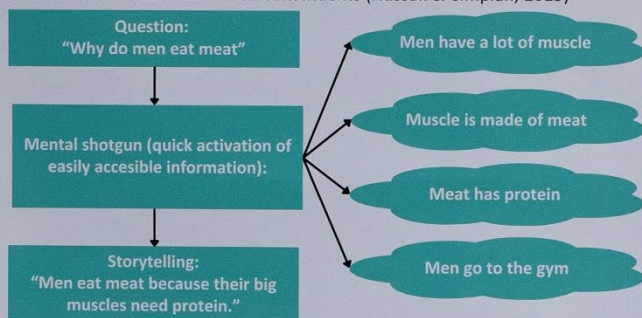 Question:
"Why do men eat meat"
Mental shotgun (quick activation of
easily accesible information):
Storytelling:
"Men eat meat because their big
muscles need protein."
Men have a lot of muscle
Muscle is made of meat
Meat has protein
Men go to the gym